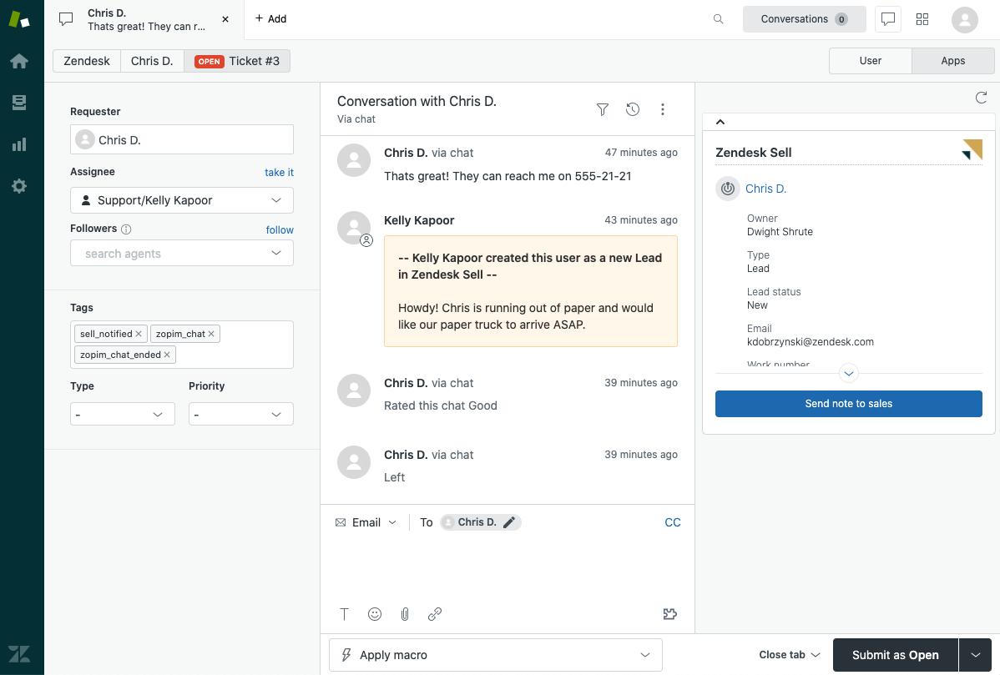 Chris D.
Thats great! They can r...
+ Add
Conversations 0
Zendesk
Chris D.
OPEN Ticket #3
User
Apps
Requester
Chris D.
Assignee
take it
Support/Kelly Kapoor
Followers
follow
search agents
Tags
sell_notified ×
zopim_chat ×
zopim_chat_ended ×
Type
Priority
-
-
Conversation with Chris D.
Via chat
Chris D. via chat
47 minutes ago
Thats great! They can reach me on 555-21-21
Kelly Kapoor
43 minutes ago
-- Kelly Kapoor created this user as a new Lead
in Zendesk Sell --
Howdy! Chris is running out of paper and would
like our paper truck to arrive ASAP.
Chris D. via chat
39 minutes ago
Rated this chat Good
Chris D. via chat
39 minutes ago
Left
Email
To
Chris D.
CC
Apply macro
Close tab
Submit as Open
Zendesk Sell
Chris D.
Owner
Dwight Shrute
Type
Lead
Lead status
New
Email
kdobrzynski@zendesk.com
Work number
Send note to sales